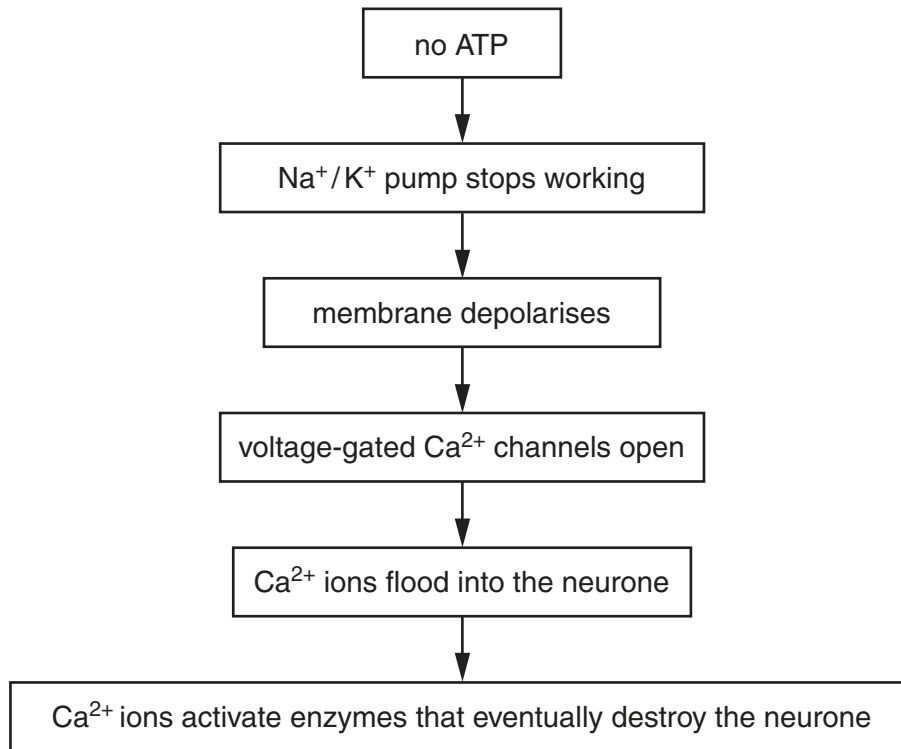 no ATP
Na⁺/K⁺ pump stops working
membrane depolarises
voltage-gated Ca²⁺ channels open
Ca²⁺ ions flood into the neurone
Ca²⁺ ions activate enzymes that eventually destroy the neurone